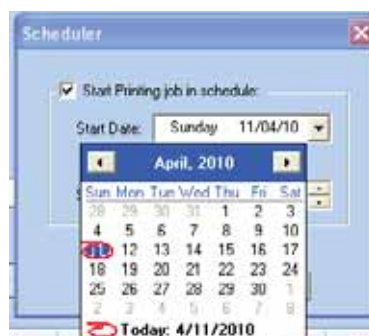 Scheduler
Start Printing job in schedule:
Start Date: Sunday 11/04/10
April, 2010
Sun Mon Tue Wed Thu Fri Sat
28 29 30 31 1 2 3
4 5 6 7 8 9 10
11 12 13 14 15 16 17
18 19 20 21 22 23 24
25 26 27 28 29 30 1
2 3 4 5 6 7 8
Today: 4/11/2010